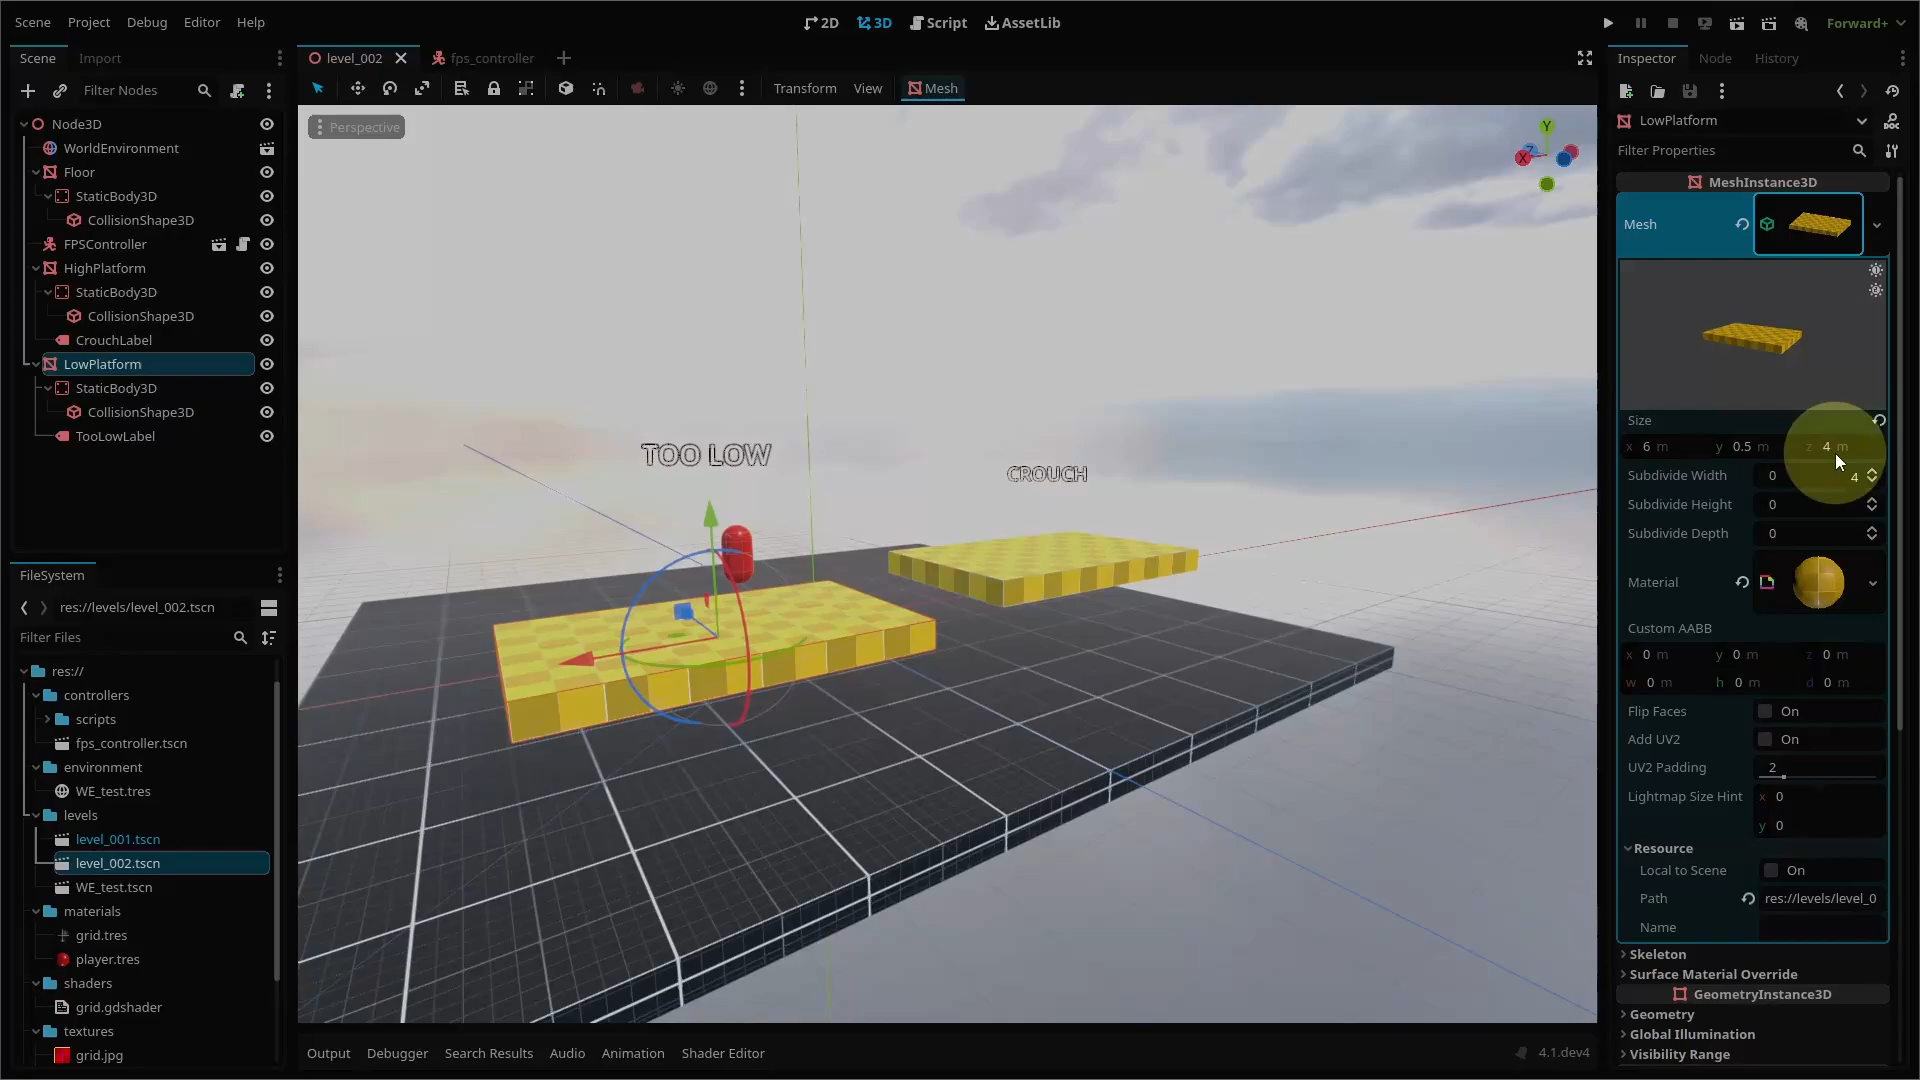 Scene Project Debug Editor Help
2D 3D Script AssetLib
Forward+
Scene Import
level_002 fps_controller
Inspector Node History
Filter Nodes
Transform View Mesh
Node3D
WorldEnvironment
Floor
StaticBody3D
CollisionShape3D
FPSController
HighPlatform
StaticBody3D
CollisionShape3D
CrouchLabel
LowPlatform
StaticBody3D
CollisionShape3D
TooLowLabel
FileSystem
res://levels/level_002.tscn
Filter Files
res://
controllers
scripts
fps_controller.tscn
environment
WE_test.tres
levels
level_001.tscn
level_002.tscn
WE_test.tscn
materials
grid.tres
player.tres
shaders
grid.gdshader
textures
grid.jpg
Perspective
Y
Z
X
TOO LOW
CROUCH
Output Debugger Search Results Audio Animation Shader Editor
4.1.dev4
LowPlatform
Filter Properties
MeshInstance3D
Mesh
Size
x 6 m y 0.5 m z 4 m
Subdivide Width 0 4
Subdivide Height 0
Subdivide Depth 0
Material
Custom AABB
x 0 m y 0 m z 0 m
w 0 m h 0 m d 0 m
Flip Faces On
Add UV2 On
UV2 Padding 2
Lightmap Size Hint x 0
y 0
Resource
Local to Scene On
Path res://levels/level_0
Name
Skeleton
Surface Material Override
GeometryInstance3D
Geometry
Global Illumination
Visibility Range